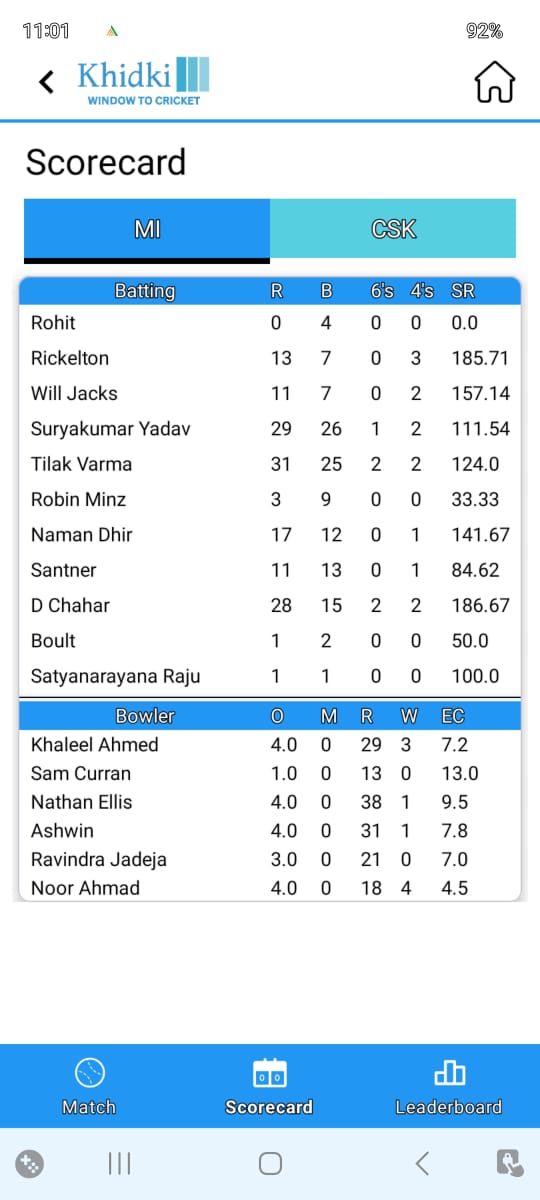 11:01 92%
Khidki
WINDOW TO CRICKET
Scorecard
MI CSK
Batting R B 6's 4's SR
Rohit 0 4 0 0 0.0
Rickelton 13 7 0 3 185.71
Will Jacks 11 7 0 2 157.14
Suryakumar Yadav 29 26 1 2 111.54
Tilak Varma 31 25 2 2 124.0
Robin Minz 3 9 0 0 33.33
Naman Dhir 17 12 0 1 141.67
Santner 11 13 0 1 84.62
D Chahar 28 15 2 2 186.67
Boult 1 2 0 0 50.0
Satyanarayana Raju 1 1 0 0 100.0
Bowler O M R W EC
Khaleel Ahmed 4.0 0 29 3 7.2
Sam Curran 1.0 0 13 0 13.0
Nathan Ellis 4.0 0 38 1 9.5
Ashwin 4.0 0 31 1 7.8
Ravindra Jadeja 3.0 0 21 0 7.0
Noor Ahmad 4.0 0 18 4 4.5
0 0
Match Scorecard Leaderboard